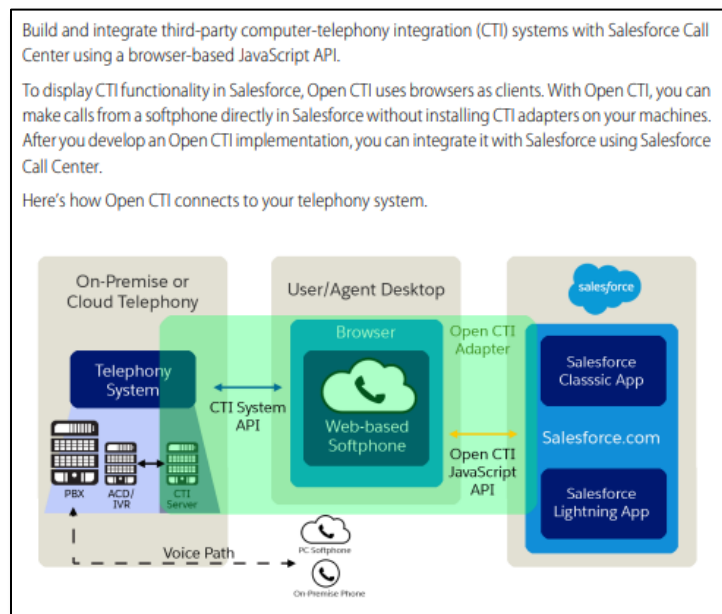 Build and integrate third-party computer-telephony integration (CTI) systems with Salesforce Call
Center using a browser-based JavaScript API.
To display CTI functionality in Salesforce, Open CTI uses browsers as clients. With Open CTI, you can
make calls from a softphone directly in Salesforce without installing CTI adapters on your machines.
After you develop an Open CTI implementation, you can integrate it with Salesforce using Salesforce
Call Center.
Here's how Open CTI connects to your telephony system.
On-Premise or
Cloud Telephony
Telephony
System
PBX
ACD/
IVR
CTI
Server
CTI System
API
User/Agent Desktop
Browser
Web-based
Softphone
Open CTI
Adapter
Open CTI
JavaScript
API
salesforce
Salesforce
Classsic App
Salesforce.com
Salesforce
Lightning App
Voice Path
PC Softphone
On-Premise Phone